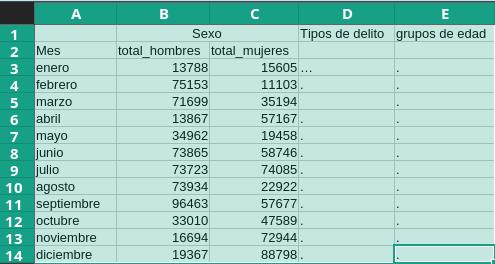 A B C D E
1 Sexo Tipos de delito grupos de edad
2 Mes total_hombres total_mujeres
3 enero 13788 15605 ... .
4 febrero 75153 11103 . .
5 marzo 71699 35194 .
6 abril 13867 57167 . .
7 mayo 34962 19458 . .
8 junio 73865 58746 . .
9 julio 73723 74085 . .
10 agosto 73934 22922 . .
11 septiembre 96463 57677 . .
12 octubre 33010 47589 . .
13 noviembre 16694 72944 . .
14 diciembre 19367 88798 . .